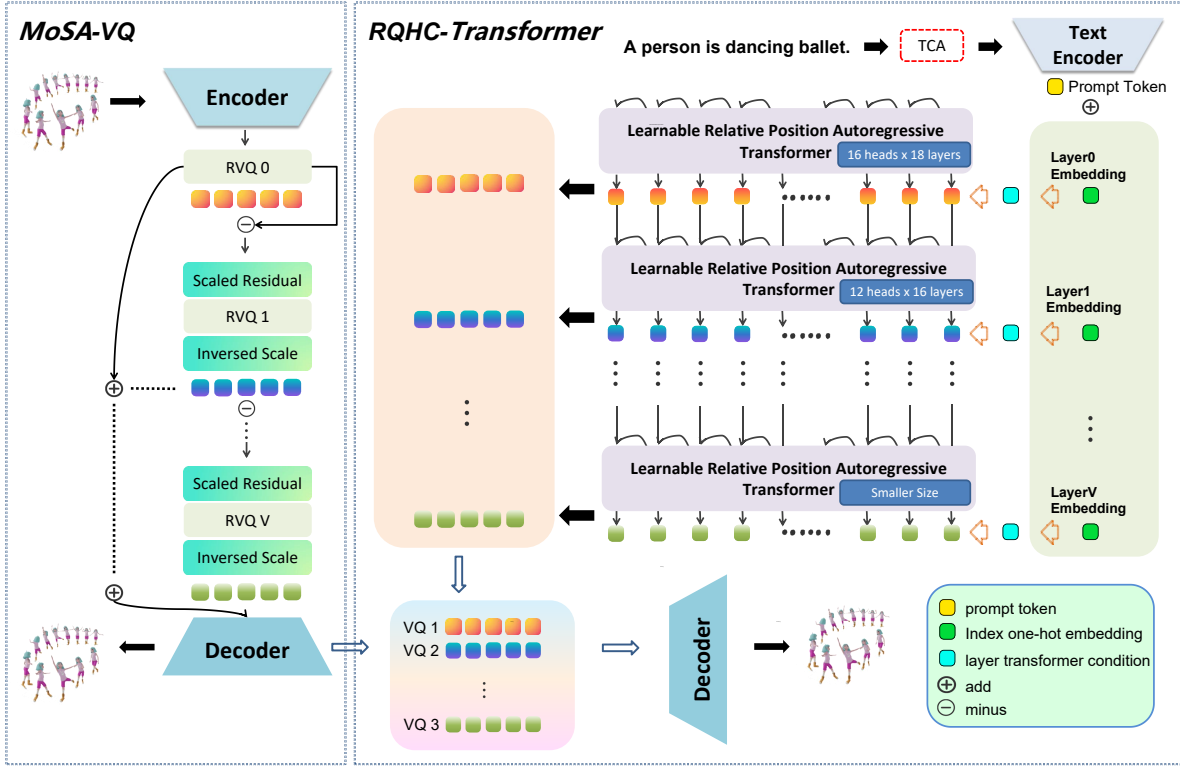 MoSA-VQ
Encoder
RVQ 0
Scaled Residual
RVQ 1
Inversed Scale
Scaled Residual
RVQ V
Inversed Scale
Decoder
RQHC-Transformer
A person is dancing ballet.
TCA
Text
Encoder
Prompt Token
Learnable Relative Position Autoregressive
Transformer 16 heads x 18 layers
Layer0
Embedding
Learnable Relative Position Autoregressive
Transformer 12 heads x 16 layers
Layer1
Embedding
Learnable Relative Position Autoregressive
Transformer Smaller Size
LayerV
Embedding
VQ 1
VQ 2
VQ 3
Decoder
prompt token
Index one-hot embedding
layer transformer condition
add
minus